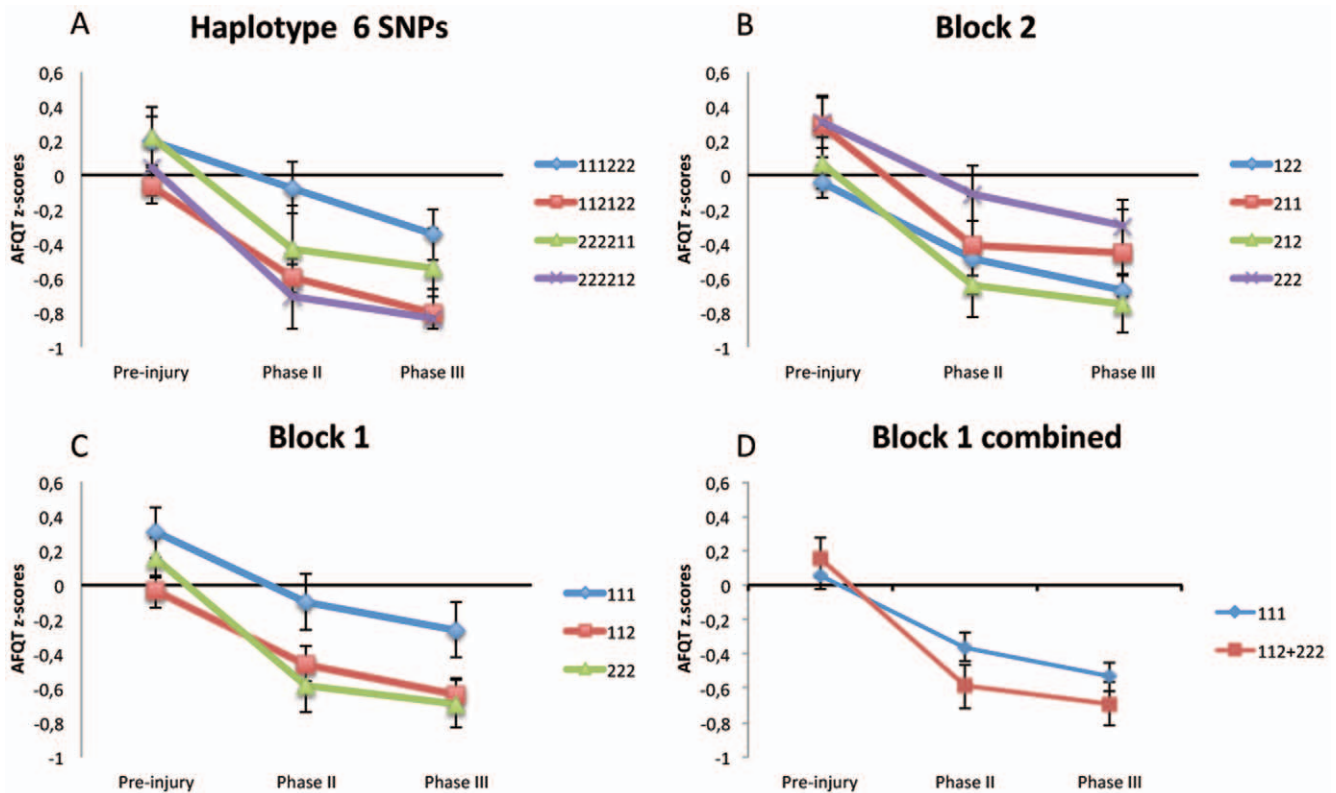 A
Haplotype 6 SNPs
AFQT z-scores
0,6
0,4
0,2
0
-0,2
-0,4
-0,6
-0,8
-1
Pre-injury
Phase II
Phase III
111222
112122
222211
222212
B
Block 2
AFQT z-scores
0,6
0,4
0,2
0
-0,2
-0,4
-0,6
-0,8
-1
Pre-injury
Phase II
Phase III
122
211
212
222
C
Block 1
AFQT z-scores
0,6
0,4
0,2
0
-0,2
-0,4
-0,6
-0,8
-1
Pre-injury
Phase II
Phase III
111
112
222
D
Block 1 combined
AFQT z.scores
0,6
0,4
0,2
0
-0,2
-0,4
-0,6
-0,8
-1
Pre-injury
Phase II
Phase III
111
112+222